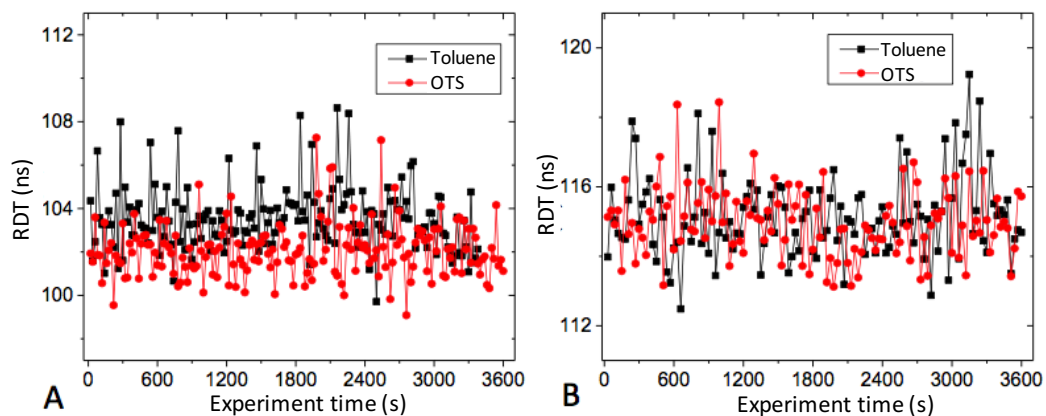 112
108
104
100
RDT (ns)
Toluene
OTS
0 600 1200 1800 2400 3000 3600
A Experiment time (s)
120
116
112
RDT (ns)
Toluene
OTS
0 600 1200 1800 2400 3000 3600
B Experiment time (s)